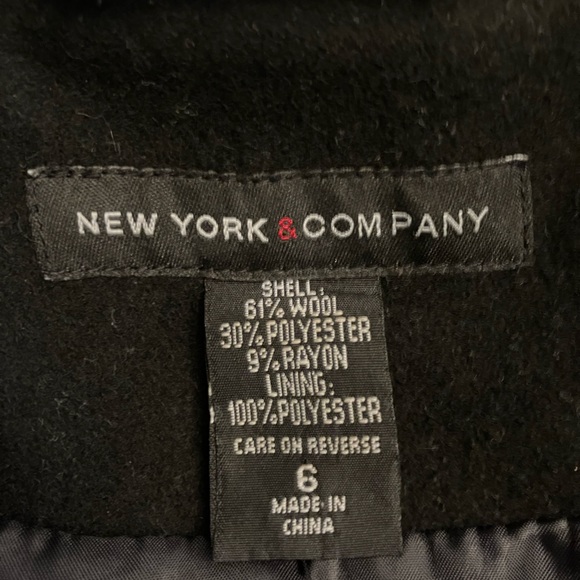 NEW YORK & COMPANY
SHELL:
61% WOOL
30% POLYESTER
9% RAYON
LINING:
100% POLYESTER
CARE ON REVERSE
6
MADE IN
CHINA